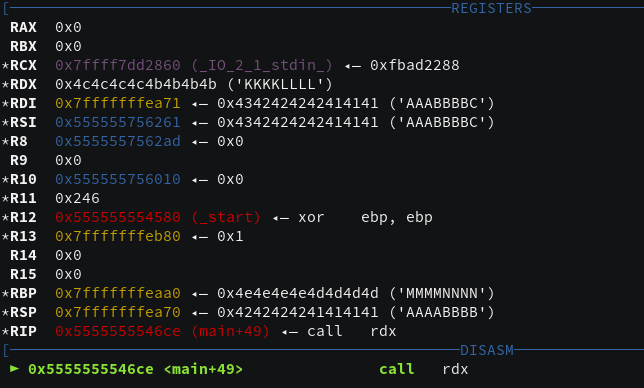 [ REGISTERS
RAX 0x0
RBX 0x0
*RCX 0x7ffff7dd2860 (_IO_2_1_stdin_) ◂— 0xfbad2288
*RDX 0x4c4c4c4c4b4b4b4b ('KKKKLLLL')
*RDI 0x7fffffffea71 ◂— 0x4342424242414141 ('AAABBBBC')
*RSI 0x555555756261 ◂— 0x4342424242414141 ('AAABBBBC')
*R8 0x5555557562ad ◂— 0x0
R9 0x0
*R10 0x555555756010 ◂— 0x0
*R11 0x246
*R12 0x555555554580 (_start) ◂— xor ebp, ebp
*R13 0x7fffffffeb80 ◂— 0x1
R14 0x0
R15 0x0
*RBP 0x7fffffffeaa0 ◂— 0x4e4e4e4e4d4d4d4d ('MMMMNNNN')
*RSP 0x7fffffffea70 ◂— 0x4242424241414141 ('AAAABBBB')
*RIP 0x5555555546ce (main+49) ◂— call rdx
[ DISASM
► 0x5555555546ce <main+49> call rdx